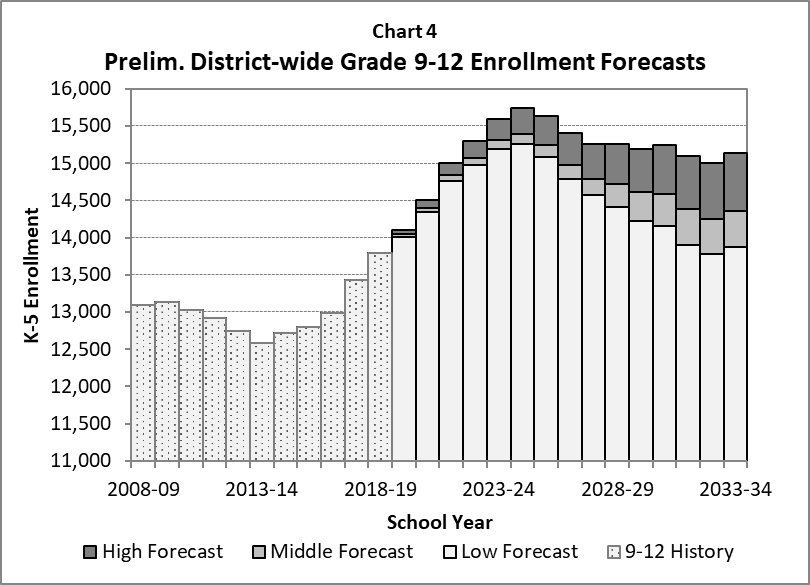 Chart 4
Prelim. District-wide Grade 9-12 Enrollment Forecasts
16,000
15,500
15,000
14,500
14,000
13,500
13,000
12,500
12,000
11,500
11,000
K-5 Enrollment
2008-09 2013-14 2018-19 2023-24 2028-29 2033-34
School Year
High Forecast Middle Forecast Low Forecast 9-12 History